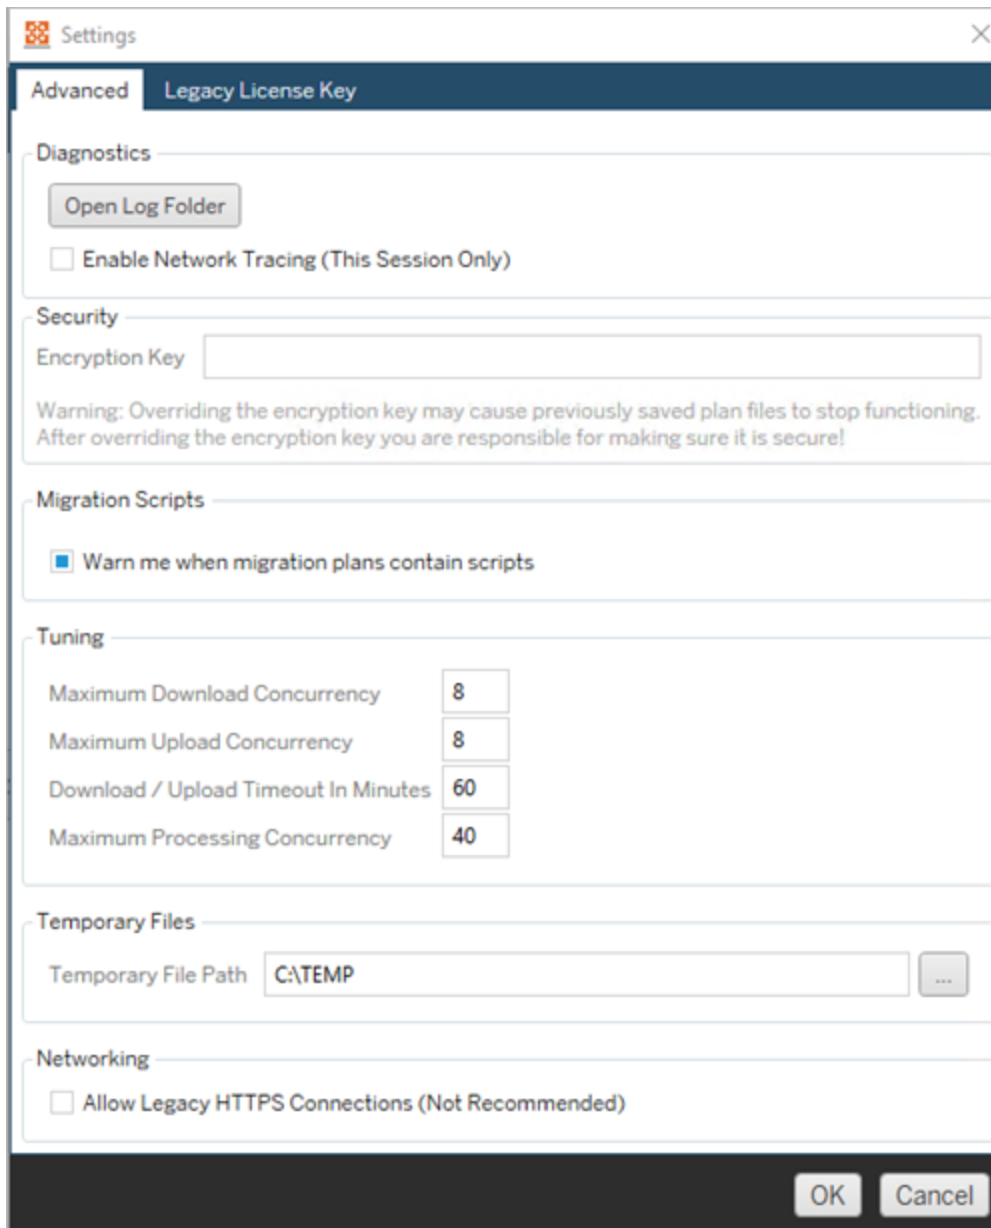 Settings
Advanced Legacy License Key
Diagnostics
Open Log Folder
Enable Network Tracing (This Session Only)
Security
Encryption Key
Warning: Overriding the encryption key may cause previously saved plan files to stop functioning.
After overriding the encryption key you are responsible for making sure it is secure!
Migration Scripts
Warn me when migration plans contain scripts
Tuning
Maximum Download Concurrency 8
Maximum Upload Concurrency 8
Download / Upload Timeout In Minutes 60
Maximum Processing Concurrency 40
Temporary Files
Temporary File Path C:\TEMP ...
Networking
Allow Legacy HTTPS Connections (Not Recommended)
OK Cancel